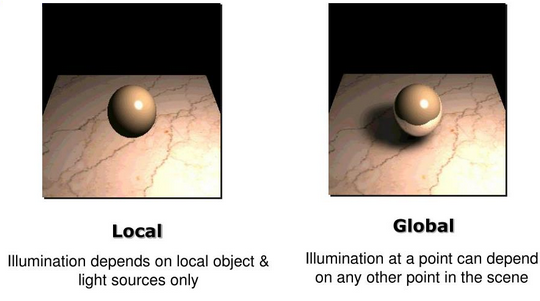 Local
Illumination depends on local object &
light sources only
Global
Illumination at a point can depend
on any other point in the scene